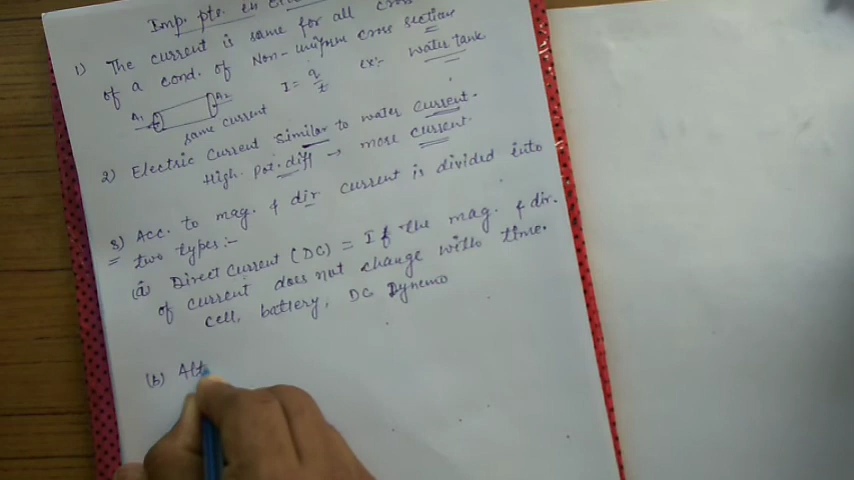 Imp. pts. in
1) The current is same for all
of a cond. of Non-uniform cross section
I = q/t ex:- water tank
A1 A2
same current
2) Electric current similar to water current.
High. Pot. diff → more current.
3) Acc. to mag. & dir current is divided into
two types:-
(a) Direct Current (DC) = If the mag. & dir.
of current does not change with time.
cell, battery, DC Dynemo
(b) Alt